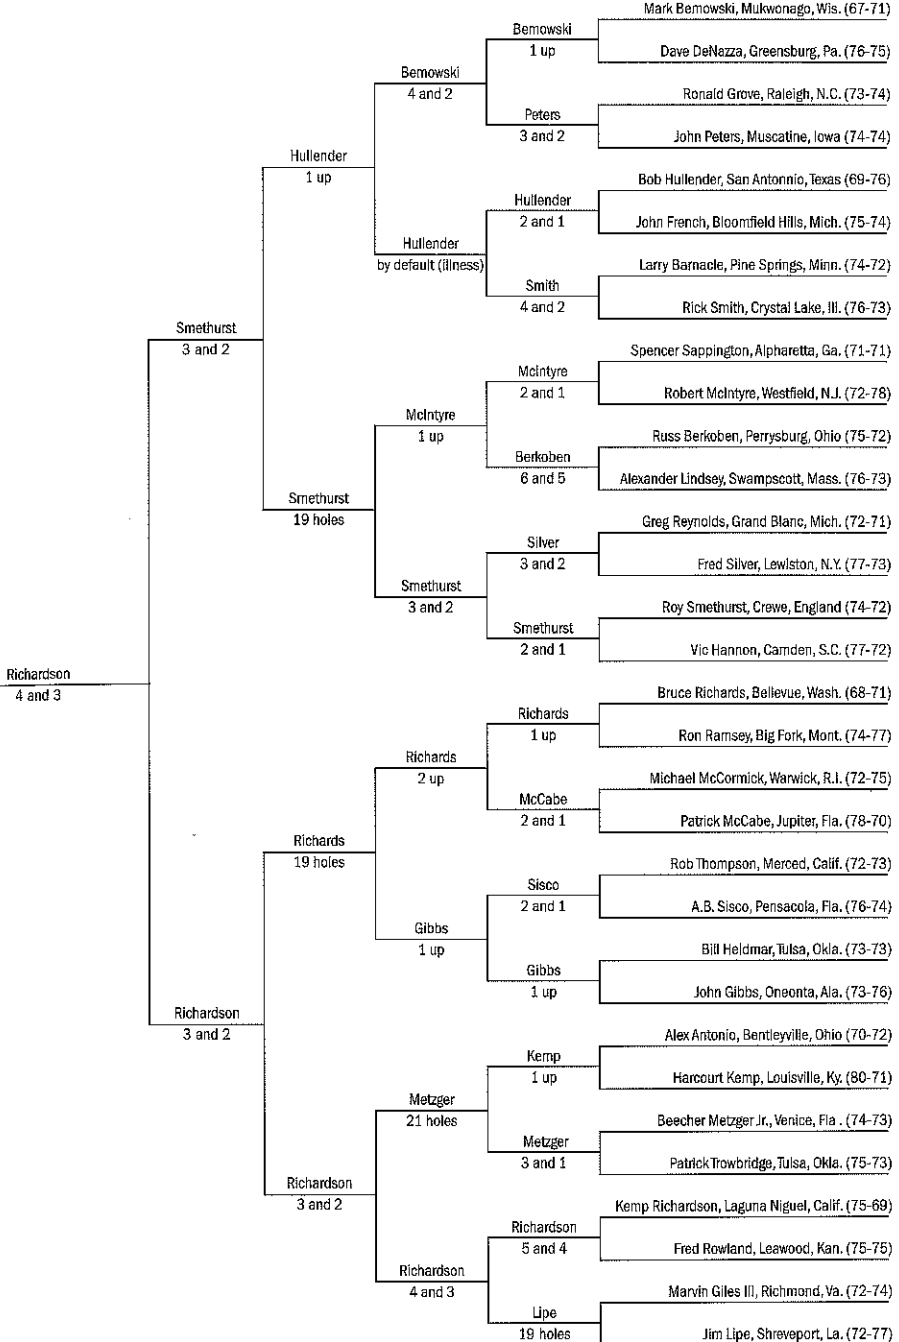 Mark Bemowski, Mukwonago, Wis. (67-71)
Bemowski
1 up
Dave DeNazza, Greensburg, Pa. (76-75)
Bemowski
4 and 2
Ronald Grove, Raleigh, N.C. (73-74)
Peters
3 and 2
John Peters, Muscatine, Iowa (74-74)
Hullender
1 up
Bob Hullender, San Antonnio, Texas (69-76)
Hullender
2 and 1
John French, Bloomfield Hills, Mich. (75-74)
Hullender
by default (illness)
Larry Barnacle, Pine Springs, Minn. (74-72)
Smith
4 and 2
Rick Smith, Crystal Lake, Ill. (76-73)
Smethurst
3 and 2
Spencer Sappington, Alpharetta, Ga. (71-71)
McIntyre
2 and 1
Robert McIntyre, Westfield, N.J. (72-78)
McIntyre
1 up
Russ Berkoben, Perrysburg, Ohio (75-72)
Berkoben
6 and 5
Alexander Lindsey, Swampscott, Mass. (76-73)
Smethurst
19 holes
Greg Reynolds, Grand Blanc, Mich. (72-71)
Silver
3 and 2
Fred Silver, Lewiston, N.Y. (77-73)
Smethurst
3 and 2
Roy Smethurst, Crewe, England (74-72)
Smethurst
2 and 1
Vic Hannon, Camden, S.C. (77-72)
Richardson
4 and 3
Bruce Richards, Bellevue, Wash. (68-71)
Richards
1 up
Ron Ramsey, Big Fork, Mont. (74-77)
Richards
2 up
Michael McCormick, Warwick, R.I. (72-75)
McCabe
2 and 1
Patrick McCabe, Jupiter, Fla. (78-70)
Richards
19 holes
Rob Thompson, Merced, Calif. (72-73)
Sisco
2 and 1
A.B. Sisco, Pensacola, Fla. (76-74)
Gibbs
1 up
Bill Heldmar, Tulsa, Okla. (73-73)
Gibbs
1 up
John Gibbs, Oneonta, Ala. (73-76)
Richardson
3 and 2
Alex Antonio, Bentleyville, Ohio (70-72)
Kemp
1 up
Harcourt Kemp, Louisville, Ky. (80-71)
Metzger
21 holes
Beecher Metzger Jr., Venice, Fla . (74-73)
Metzger
3 and 1
Patrick Trowbridge, Tulsa, Okla. (75-73)
Richardson
3 and 2
Kemp Richardson, Laguna Niguel, Calif. (75-69)
Richardson
5 and 4
Fred Rowland, Leawood, Kan. (75-75)
Richardson
4 and 3
Marvin Giles III, Richmond, Va. (72-74)
Lipe
19 holes
Jim Lipe, Shreveport, La. (72-77)